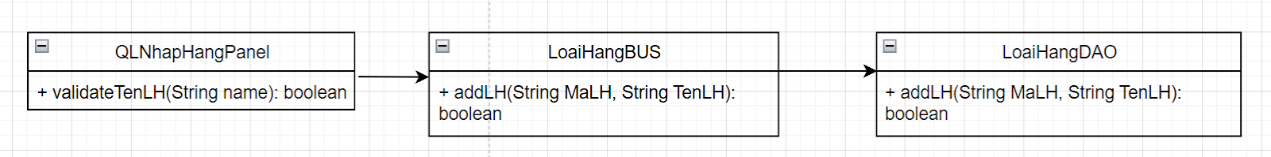 QLNhapHangPanel
+ validateTenLH(String name): boolean
LoaiHangBUS
+ addLH(String MaLH, String TenLH):
boolean
LoaiHangDAO
+ addLH(String MaLH, String TenLH):
boolean